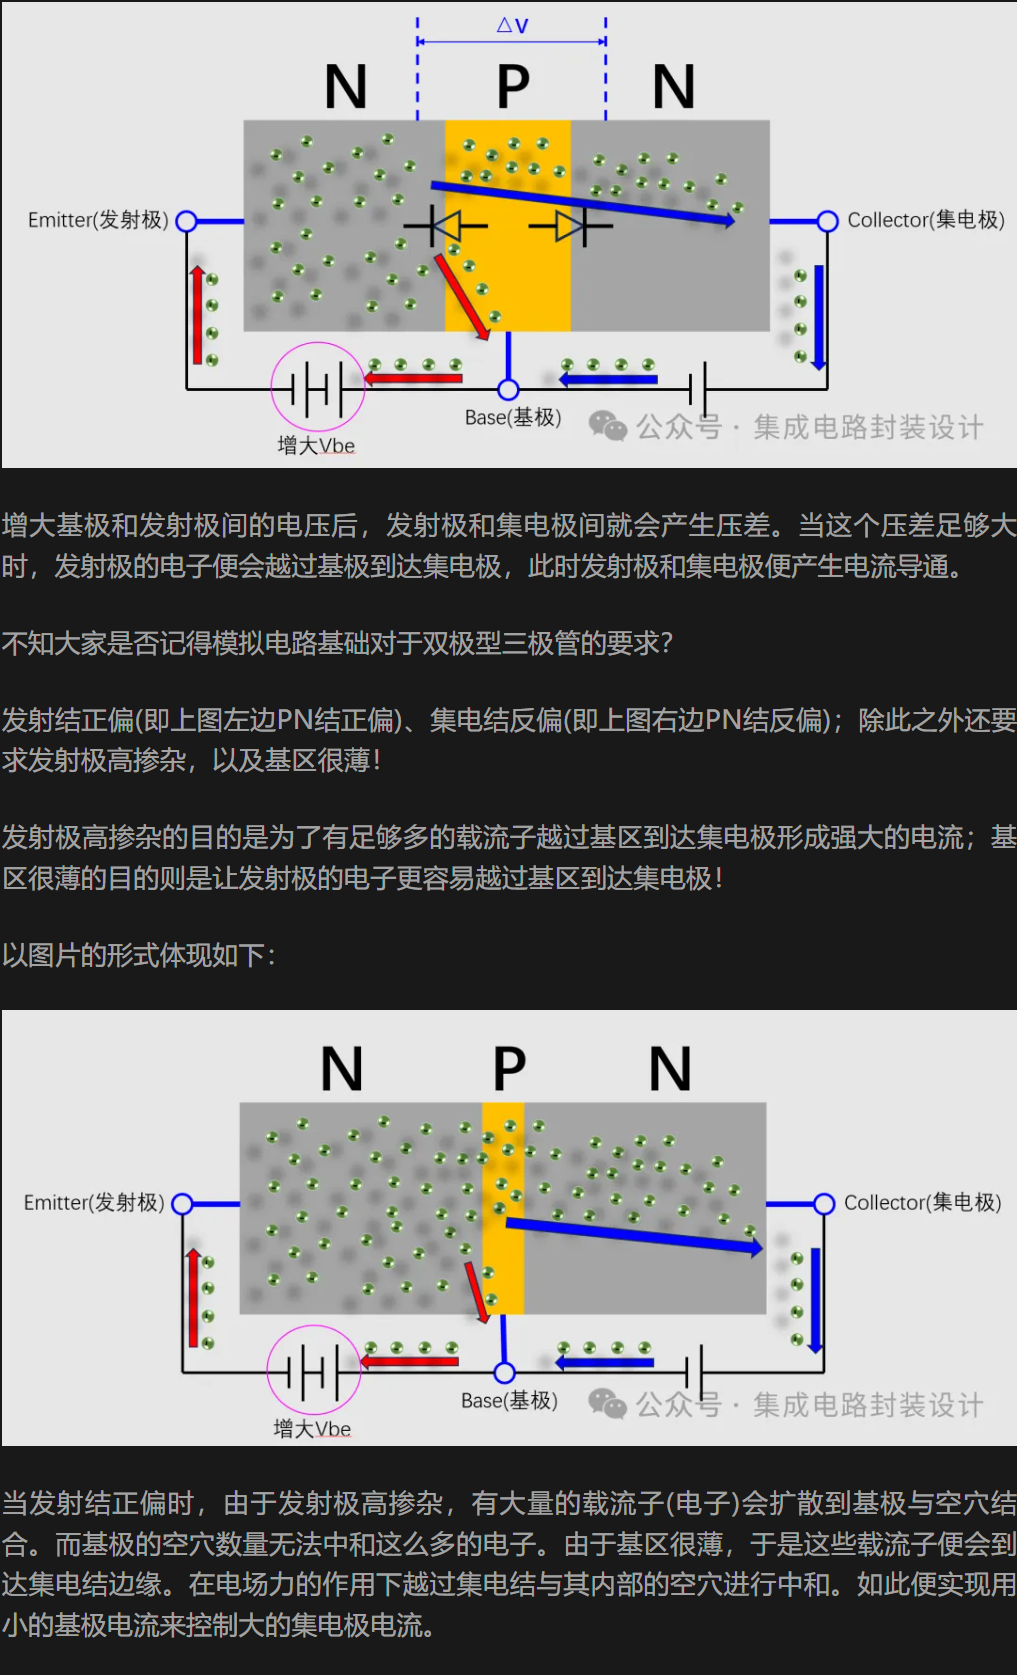 △V
N P N
Emitter(发射极)
Collector(集电极)
Base(基极)
增大Vbe
公众号 · 集成电路封装设计
增大基极和发射极间的电压后，发射极和集电极间就会产生压差。当这个压差足够大
时，发射极的电子便会越过基极到达集电极，此时发射极和集电极便产生电流导通。
不知大家是否记得模拟电路基础对于双极型三极管的要求？
发射结正偏(即上图左边PN结正偏)、集电结反偏(即上图右边PN结反偏)；除此之外还要
求发射极高掺杂，以及基区很薄！
发射极高掺杂的目的是为了有足够多的载流子越过基区到达集电极形成强大的电流；基
区很薄的目的则是让发射极的电子更容易越过基区到达集电极！
以图片的形式体现如下：
N P N
Emitter(发射极)
Collector(集电极)
Base(基极)
增大Vbe
公众号 · 集成电路封装设计
当发射结正偏时，由于发射极高掺杂，有大量的载流子(电子)会扩散到基极与空穴结
合。而基极的空穴数量无法中和这么多的电子。由于基区很薄，于是这些载流子便会到
达集电结边缘。在电场力的作用下越过集电结与其内部的空穴进行中和。如此便实现用
小的基极电流来控制大的集电极电流。